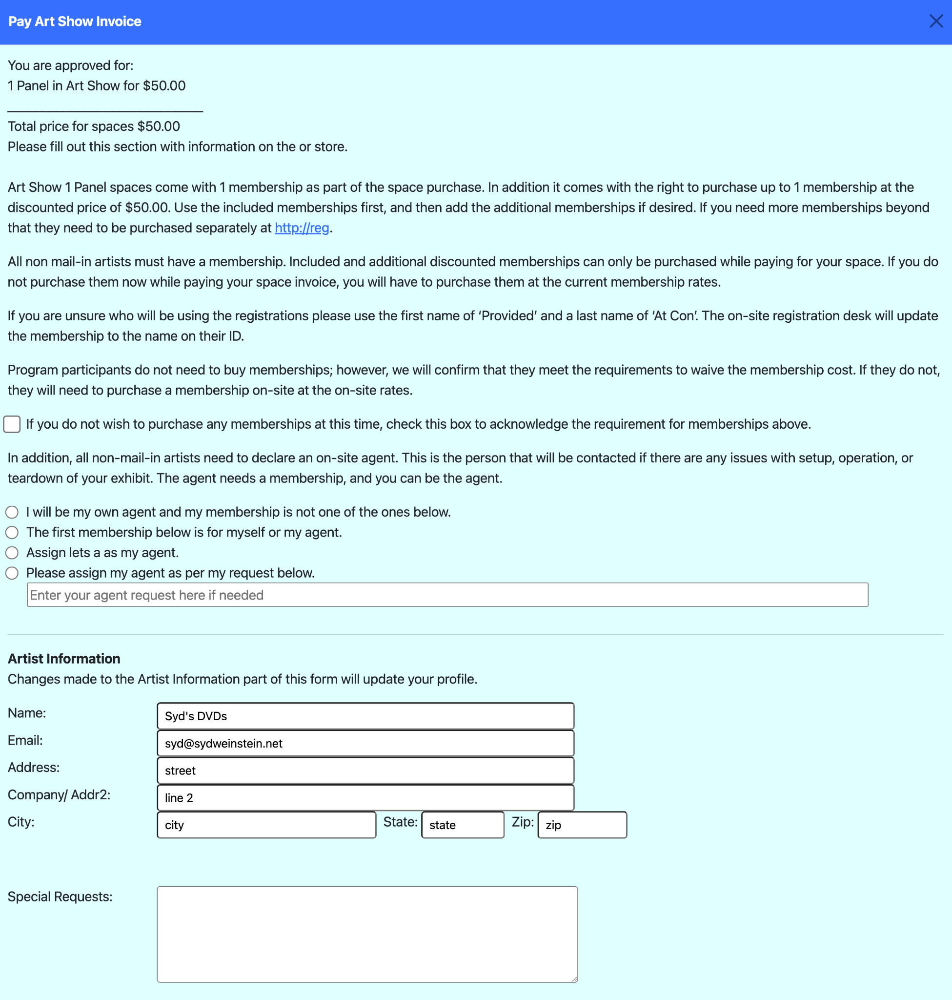 Pay Art Show Invoice
You are approved for:
1 Panel in Art Show for $50.00
____________________________
Total price for spaces $50.00
Please fill out this section with information on the or store.
Art Show 1 Panel spaces come with 1 membership as part of the space purchase. In addition it comes with the right to purchase up to 1 membership at the
discounted price of $50.00. Use the included memberships first, and then add the additional memberships if desired. If you need more memberships beyond
that they need to be purchased separately at http://reg.
All non mail-in artists must have a membership. Included and additional discounted memberships can only be purchased while paying for your space. If you do
not purchase them now while paying your space invoice, you will have to purchase them at the current membership rates.
If you are unsure who will be using the registrations please use the first name of ‘Provided’ and a last name of ‘At Con’. The on-site registration desk will update
the membership to the name on their ID.
Program participants do not need to buy memberships; however, we will confirm that they meet the requirements to waive the membership cost. If they do not,
they will need to purchase a membership on-site at the on-site rates.
If you do not wish to purchase any memberships at this time, check this box to acknowledge the requirement for memberships above.
In addition, all non-mail-in artists need to declare an on-site agent. This is the person that will be contacted if there are any issues with setup, operation, or
teardown of your exhibit. The agent needs a membership, and you can be the agent.
I will be my own agent and my membership is not one of the ones below.
The first membership below is for myself or my agent.
Assign lets a as my agent.
Please assign my agent as per my request below.
Enter your agent request here if needed
Artist Information
Changes made to the Artist Information part of this form will update your profile.
Name: Syd's DVDs
Email: syd@sydweinstein.net
Address: street
Company/ Addr2: line 2
City: city State: state Zip: zip
Special Requests: